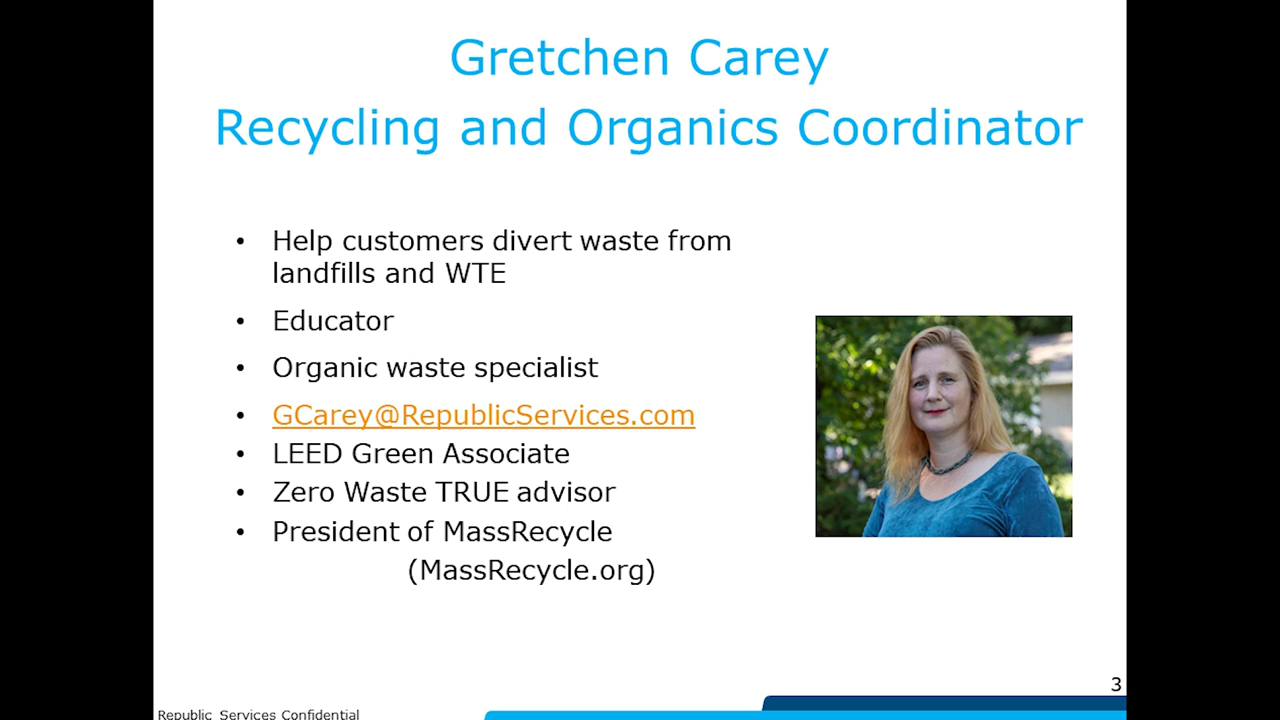 Gretchen Carey
Recycling and Organics Coordinator
• Help customers divert waste from
landfills and WTE
• Educator
• Organic waste specialist
• GCarey@RepublicServices.com
• LEED Green Associate
• Zero Waste TRUE advisor
• President of MassRecycle
(MassRecycle.org)
3
Republic Services Confidential